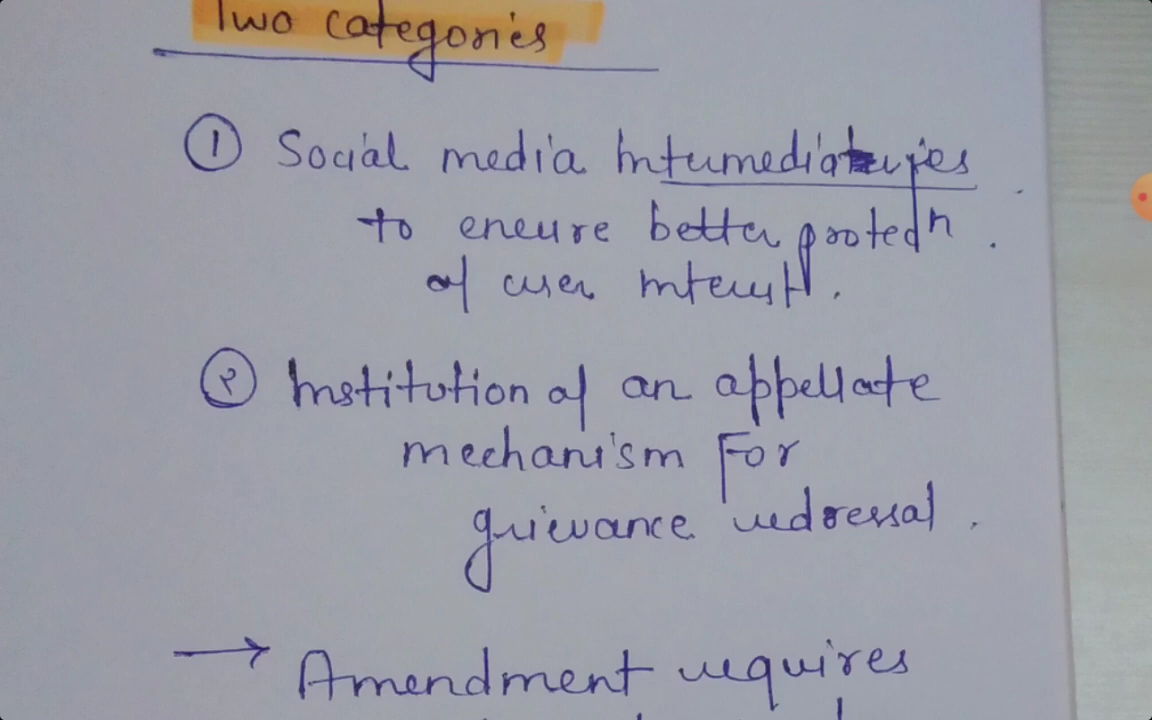 Two categories
① Social media Intermediaries
to ensure better protectn.
of user interest.
② Institution of an appellate
mechanism For
grievance redressal.
→ Amendment requires